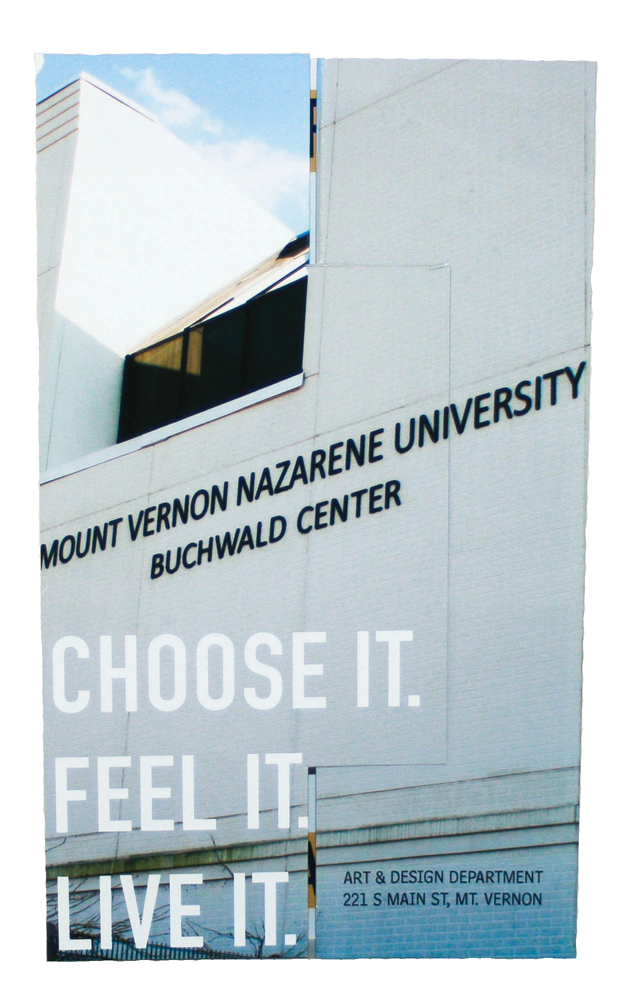 MOUNT VERNON NAZARENE UNIVERSITY
BUCHWALD CENTER
CHOOSE IT.
FEEL IT.
LIVE IT.
ART & DESIGN DEPARTMENT
221 S MAIN ST, MT. VERNON